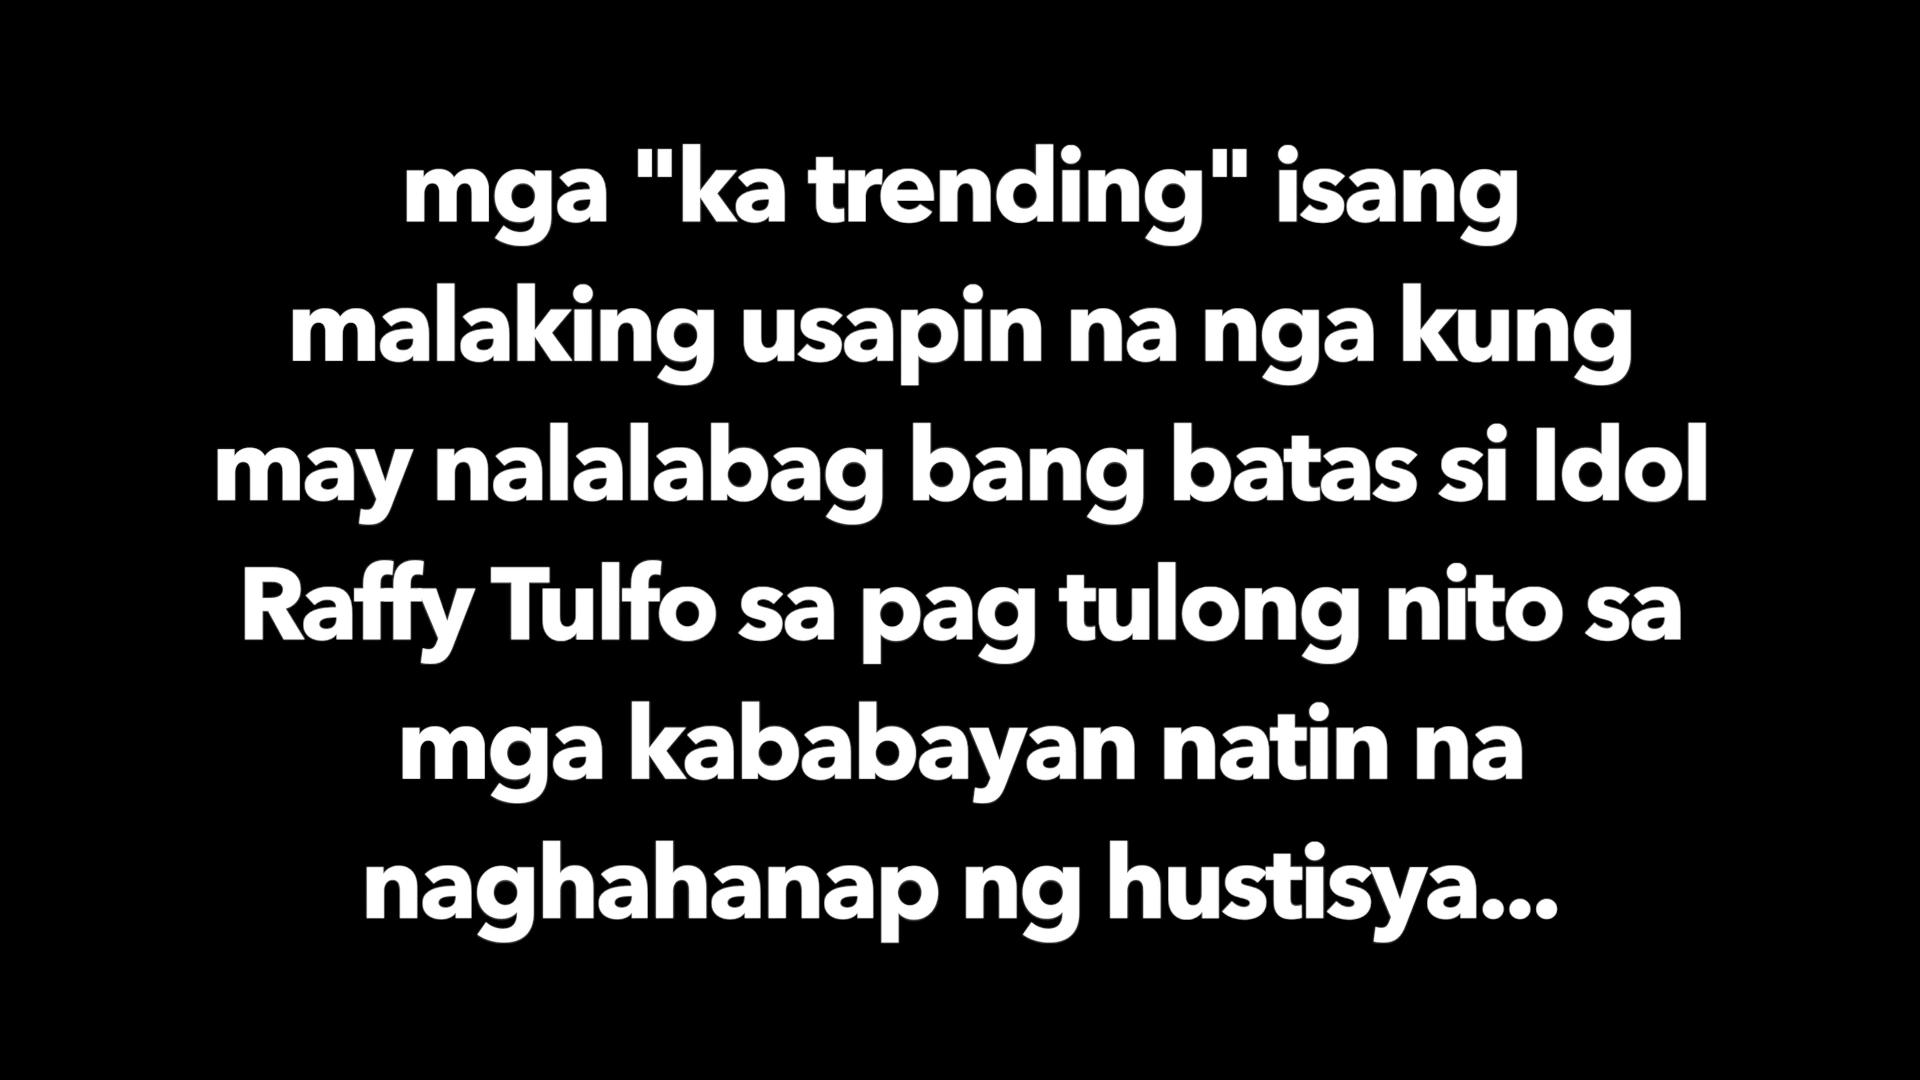 mga "ka trending" isang
malaking usapin na nga kung
may nalalabag bang batas si Idol
Raffy Tulfo sa pag tulong nito sa
mga kababayan natin na
naghahanap ng hustisya...